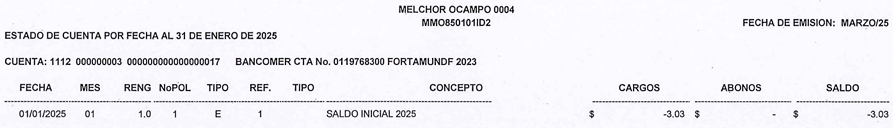 MELCHOR OCAMPO 0004
MMO850101ID2
FECHA DE EMISION: MARZO/25
ESTADO DE CUENTA POR FECHA AL 31 DE ENERO DE 2025
CUENTA: 1112 000000003 000000000000000017 BANCOMER CTA No. 0119768300 FORTAMUNDF 2023
FECHA MES RENG NoPOL TIPO REF. TIPO CONCEPTO CARGOS ABONOS SALDO
01/01/2025 01 1.0 1 E 1 SALDO INICIAL 2025 $ -3.03 $ - $ -3.03